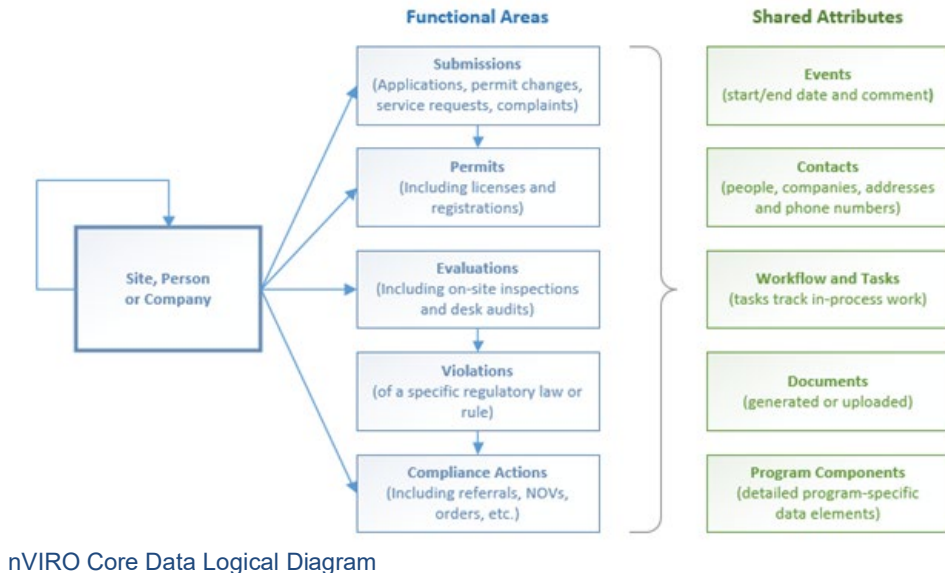 Functional Areas
Shared Attributes
Submissions
(Applications, permit changes,
service requests, complaints)
Permits
(Including licenses and
registrations)
Site, Person
or Company
Evaluations
(Including on-site inspections
and desk audits)
Violations
(of a specific regulatory law or
rule)
Compliance Actions
(Including referrals, NOVs,
orders, etc.)
Events
(start/end date and comment)
Contacts
(people, companies, addresses
and phone numbers)
Workflow and Tasks
(tasks track in-process work)
Documents
(generated or uploaded)
Program Components
(detailed program-specific
data elements)
nVIRO Core Data Logical Diagram